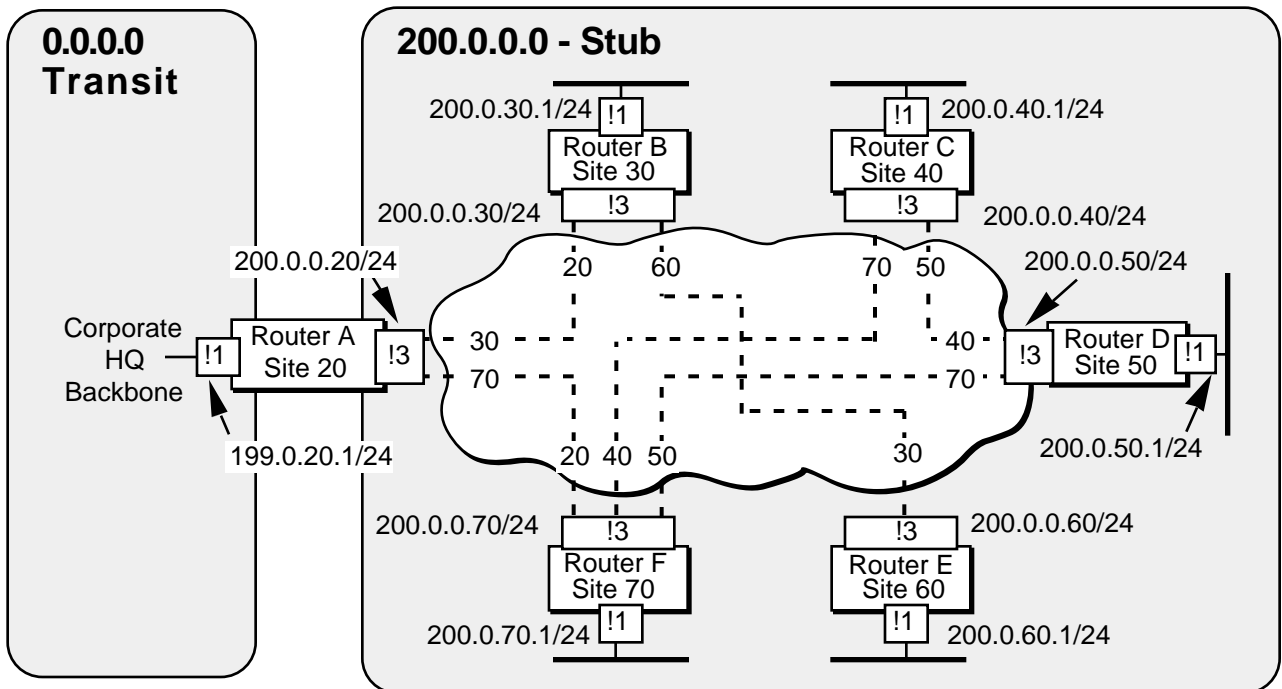 0.0.0.0
Transit
200.0.0.0 - Stub
200.0.30.1/24
!1
Router B
Site 30
!3
200.0.0.30/24
!1
200.0.40.1/24
Router C
Site 40
!3
200.0.0.40/24
200.0.0.20/24
20
60
70
50
200.0.0.50/24
Corporate
HQ
Backbone
!1
Router A
Site 20
!3
30
70
40
70
!3
Router D
Site 50
!1
199.0.20.1/24
20
40
50
30
200.0.50.1/24
200.0.0.70/24
!3
Router F
Site 70
!1
200.0.70.1/24
!3
200.0.0.60/24
Router E
Site 60
!1
200.0.60.1/24